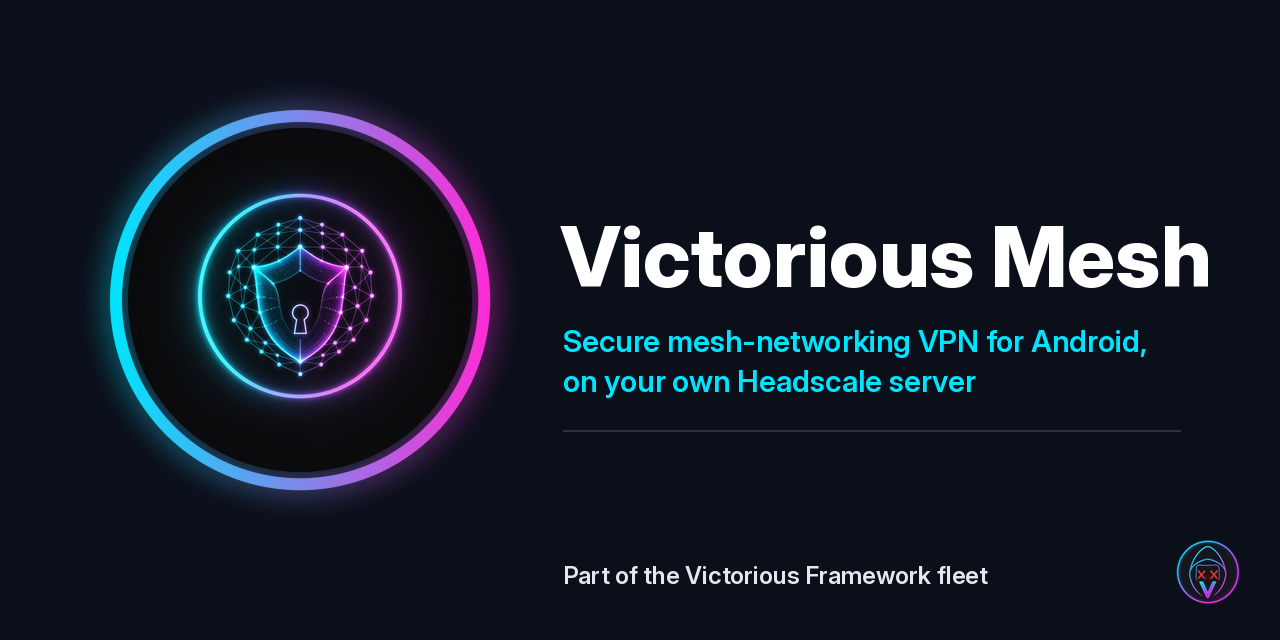 Victorious Mesh
Secure mesh-networking VPN for Android,
on your own Headscale server
Part of the Victorious Framework fleet